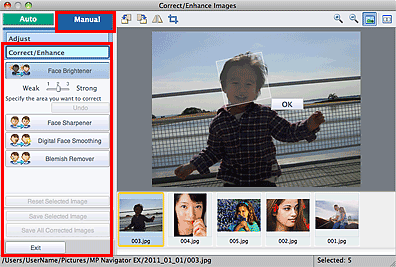 Correct/Enhance Images
Auto
Manual
Adjust
Correct/Enhance
Face Brightener
1 2 3
Weak Strong
Specify the area you want to correct
Undo
Face Sharpener
Digital Face Smoothing
Blemish Remover
Reset Selected Image
Save Selected Image
Save All Corrected Images
Exit
OK
003.jpg 004.jpg 005.jpg 002.jpg 001.jpg
/Users/UserName/Pictures/MP Navigator EX/2011_01_01/003.jpg Selected: 5